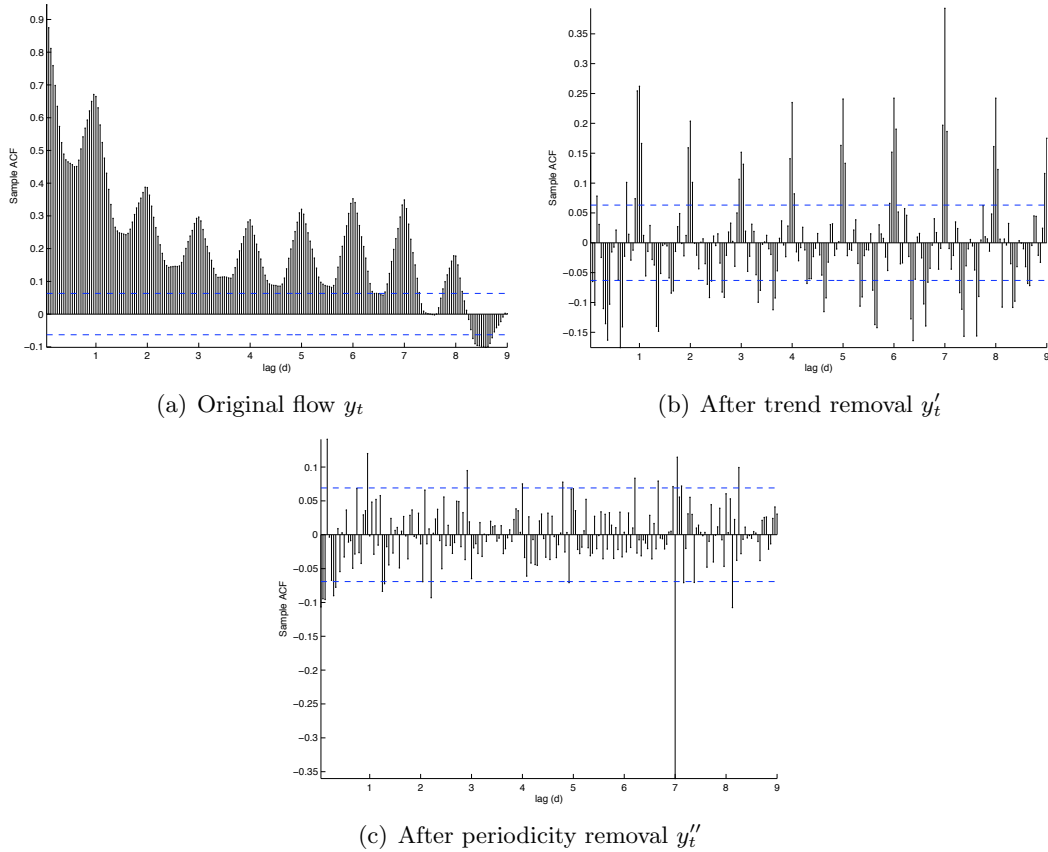 0.9
0.8
0.7
0.6
0.5
0.4
0.3
0.2
0.1
0
−0.1
Sample ACF
1 2 3 4 5 6 7 8 9
lag (d)
(a) Original flow y_t
0.35
0.3
0.25
0.2
0.15
0.1
0.05
0
−0.05
−0.1
−0.15
Sample ACF
1 2 3 4 5 6 7 8 9
lag (d)
(b) After trend removal y′_t
0.1
0.05
0
−0.05
−0.1
−0.15
−0.2
−0.25
−0.3
−0.35
Sample ACF
1 2 3 4 5 6 7 8 9
lag (d)
(c) After periodicity removal y″_t